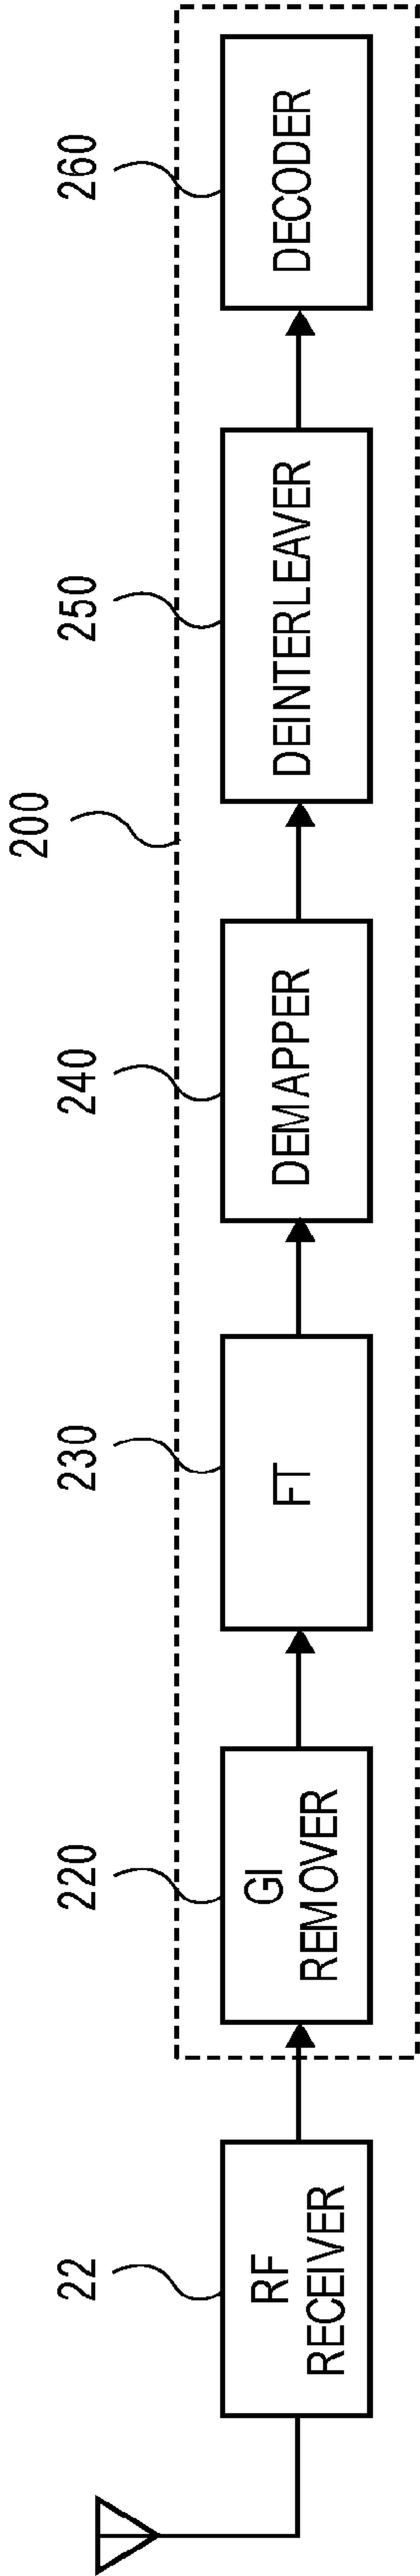 200
22
220
230
240
250
260
RF
RECEIVER
GI
REMOVER
FT
DEMAPPER
DEINTERLEAVER
DECODER